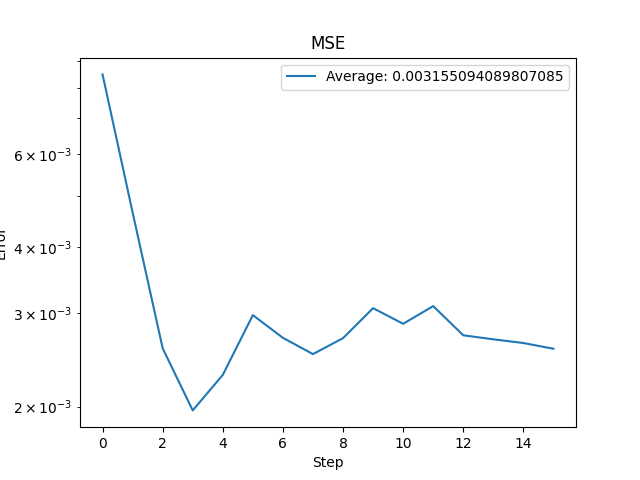 MSE
Average: 0.003155094089807085
6 × 10⁻³
4 × 10⁻³
3 × 10⁻³
2 × 10⁻³
Error
0 2 4 6 8 10 12 14
Step